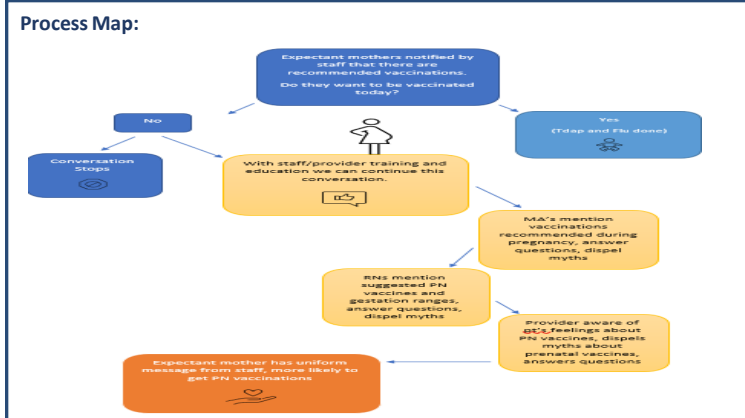 Process Map:
Expectant mothers notified by
staff that there are
recommended vaccinations.
Do they want to be vaccinated
today?
No
Yes
(Tdap and Flu done)
Conversation
Stops
With staff/provider training and
education we can continue this
conversation.
MA's mention
vaccinations
recommended during
pregnancy, answer
questions, dispel
myths
RNs mention
suggested PN
vaccines and
gestation ranges,
answer questions,
dispel myths
Provider aware of
pt's feelings about
PN vaccines, dispels
myths about
prenatal vaccines,
answers questions
Expectant mother has uniform
message from staff, more likely to
get PN vaccinations